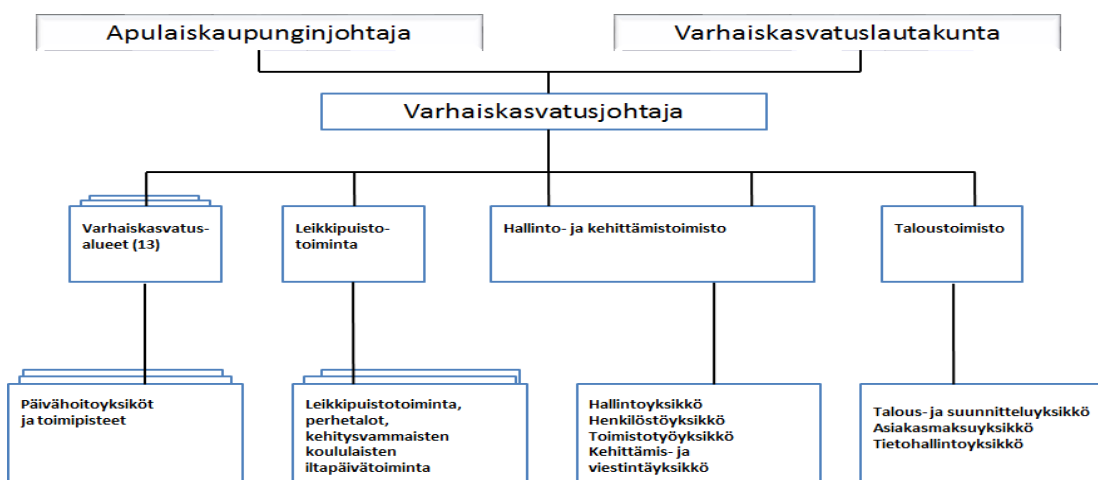 Apulaiskaupunginjohtaja
Varhaiskasvatuslautakunta
Varhaiskasvatusjohtaja
Varhaiskasvatus-
alueet (13)
Leikkipuisto-
toiminta
Hallinto- ja kehittämistoimisto
Taloustoimisto
Päivähoitoyksiköt
ja toimipisteet
Leikkipuistotoiminta,
perhetalot,
kehitysvammaisten
koululaisten
iltapäivätoiminta
Hallintoyksikkö
Henkilöstöyksikkö
Toimistotyöyksikkö
Kehittämis- ja
viestintäyksikkö
Talous- ja suunnitteluyksikkö
Asiakasmaksuyksikkö
Tietohallintoyksikkö